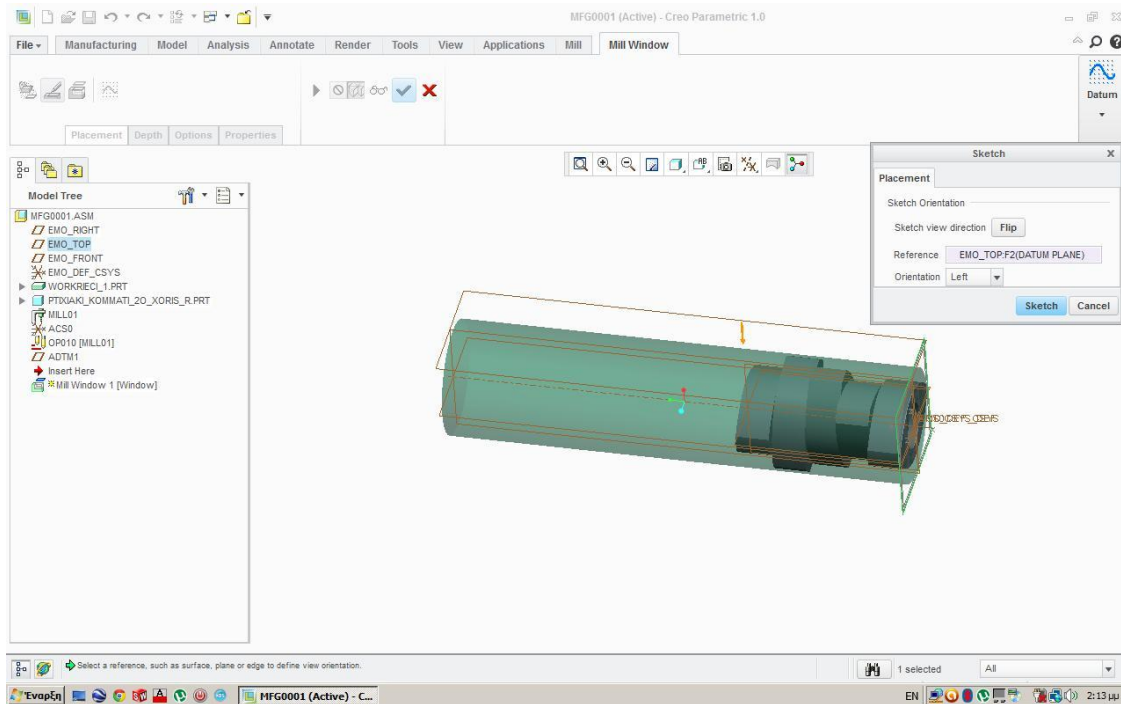 MFG0001 (Active) - Creo Parametric 1.0
File Manufacturing Model Analysis Annotate Render Tools View Applications Mill Mill Window
Datum
Placement Depth Options Properties
Sketch
Placement
Sketch Orientation
Sketch view direction Flip
Reference EMO_TOP:F2(DATUM PLANE)
Orientation Left
Sketch Cancel
Model Tree
MFG0001.ASM
EMO_RIGHT
EMO_TOP
EMO_FRONT
EMO_DEF_CSYS
WORKRIECI_1.PRT
PTIXIAKI_KOMMATI_2O_XORIS_R.PRT
MILL01
ACS0
OP010 [MILL01]
ADTM1
Insert Here
Mill Window 1 [Window]
Select a reference, such as surface, plane or edge to define view orientation.
1 selected All
Έναρξη MFG0001 (Active) - C... EN 2:13 μμ